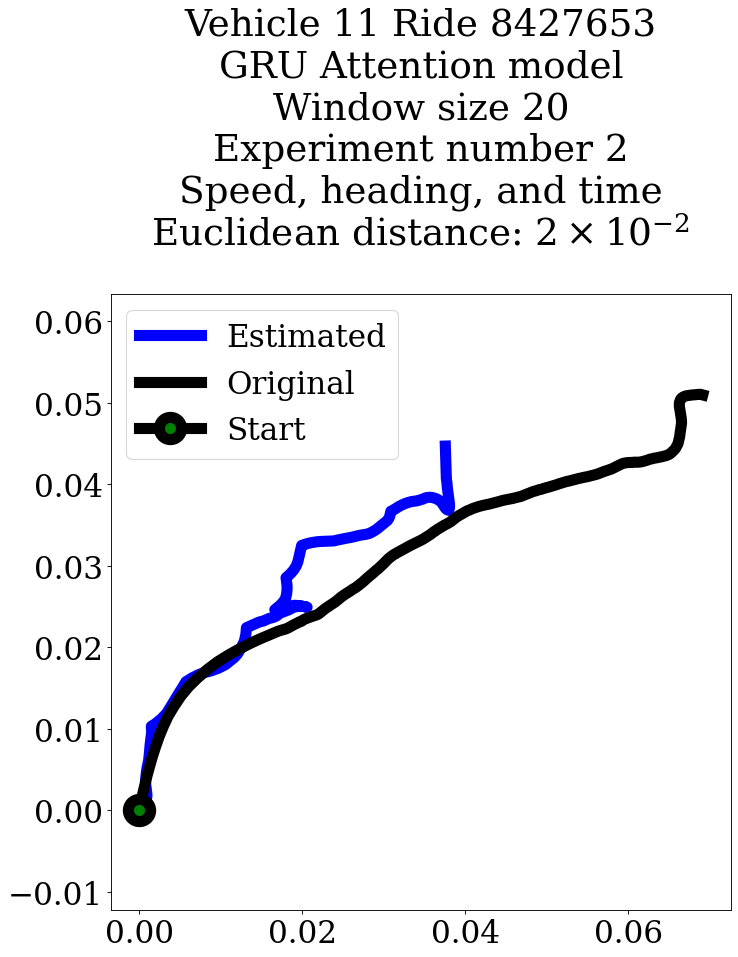 Vehicle 11 Ride 8427653
GRU Attention model
Window size 20
Experiment number 2
Speed, heading, and time
Euclidean distance: 2 × 10⁻²
Estimated
Original
Start
0.06
0.05
0.04
0.03
0.02
0.01
0.00
−0.01
0.00 0.02 0.04 0.06